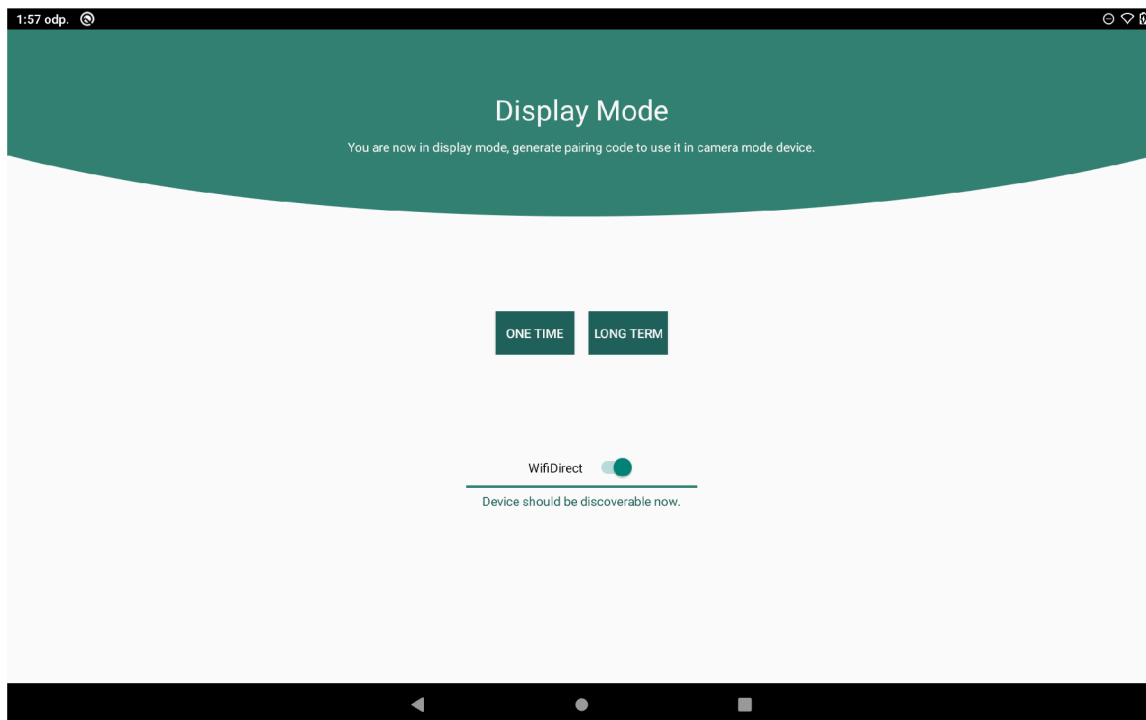 1:57 odp.
Display Mode
You are now in display mode, generate pairing code to use it in camera mode device.
ONE TIME
LONG TERM
WifiDirect
Device should be discoverable now.